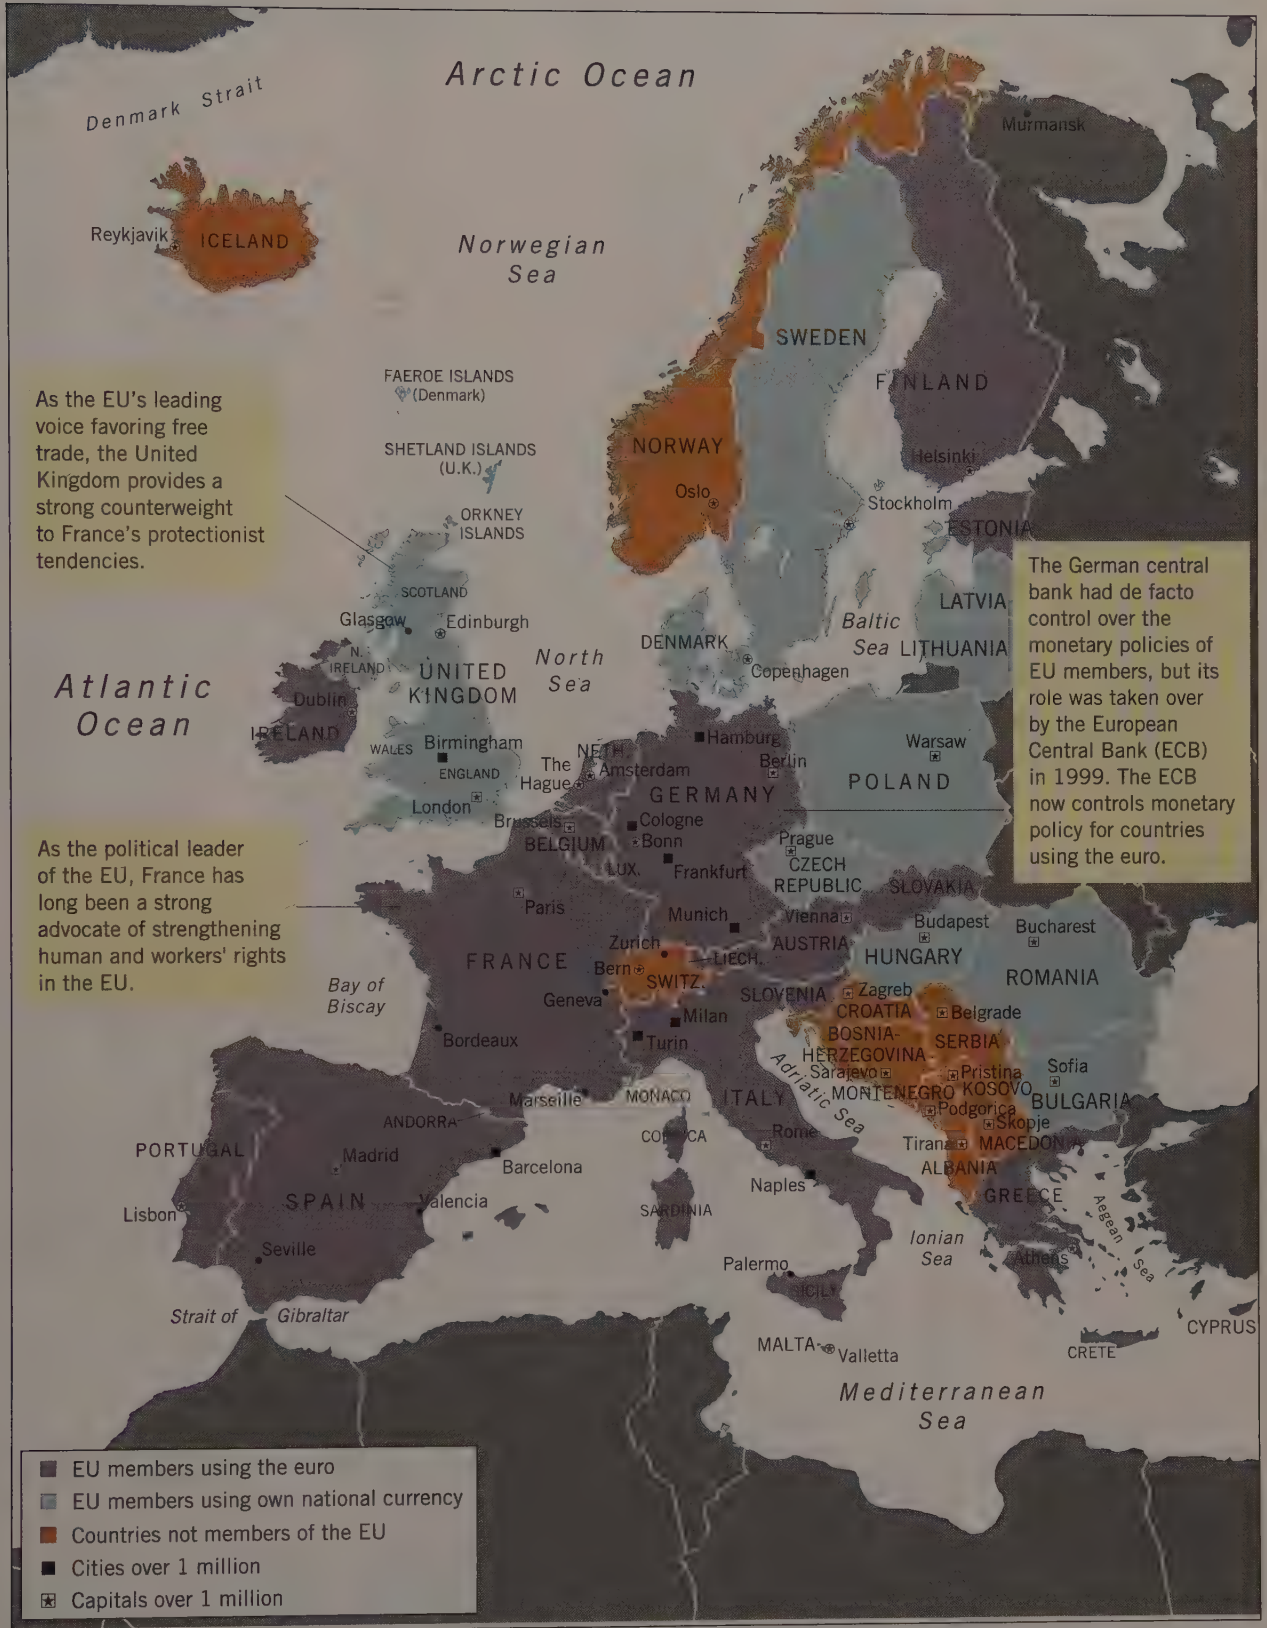 Arctic Ocean
Denmark Strait
Murmansk
Reykjavik
ICELAND
Norwegian
Sea
SWEDEN
FINLAND
FAEROE ISLANDS
(Denmark)
As the EU's leading
voice favoring free
trade, the United
Kingdom provides a
strong counterweight
to France's protectionist
tendencies.
SHETLAND ISLANDS
(U.K.)
NORWAY
Oslo
Helsinki
Stockholm
ORKNEY
ISLANDS
ESTONIA
The German central
bank had de facto
control over the
monetary policies of
EU members, but its
role was taken over
by the European
Central Bank (ECB)
in 1999. The ECB
now controls monetary
policy for countries
using the euro.
SCOTLAND
Glasgow
Edinburgh
LATVIA
Baltic
Sea
LITHUANIA
DENMARK
Copenhagen
N.
IRELAND
UNITED
KINGDOM
North
Sea
Atlantic
Ocean
Dublin
IRELAND
WALES
Birmingham
ENGLAND
London
NETH.
The
Hague
Amsterdam
Hamburg
Berlin
GERMANY
Warsaw
POLAND
Brussels
BELGIUM
Cologne
Bonn
LUX.
Frankfurt
Prague
CZECH
REPUBLIC
SLOVAKIA
As the political leader
of the EU, France has
long been a strong
advocate of strengthening
human and workers' rights
in the EU.
Paris
Munich
Vienna
Budapest
Bucharest
Zurich
LIECH.
AUSTRIA
HUNGARY
FRANCE
Bern
SWITZ.
ROMANIA
Bay of
Biscay
Geneva
SLOVENIA
Zagreb
CROATIA
Belgrade
Milan
Turin
Bordeaux
BOSNIA-
HERZEGOVINA
SERBIA
Sarajevo
Pristina
Sofia
Adriatic Sea
MONTENEGRO
KOSOVO
BULGARIA
Marseille
MONACO
ITALY
Podgorica
Skopje
ANDORRA
Rome
Tirana
MACEDONIA
PORTUGAL
Madrid
Barcelona
ALBANIA
Naples
GREECE
Lisbon
SPAIN
Valencia
SARDINIA
Aegean Sea
Ionian
Sea
Athens
Seville
Palermo
SICILY
Strait of Gibraltar
MALTA
Valletta
CYPRUS
CRETE
Mediterranean
Sea
EU members using the euro
EU members using own national currency
Countries not members of the EU
Cities over 1 million
Capitals over 1 million